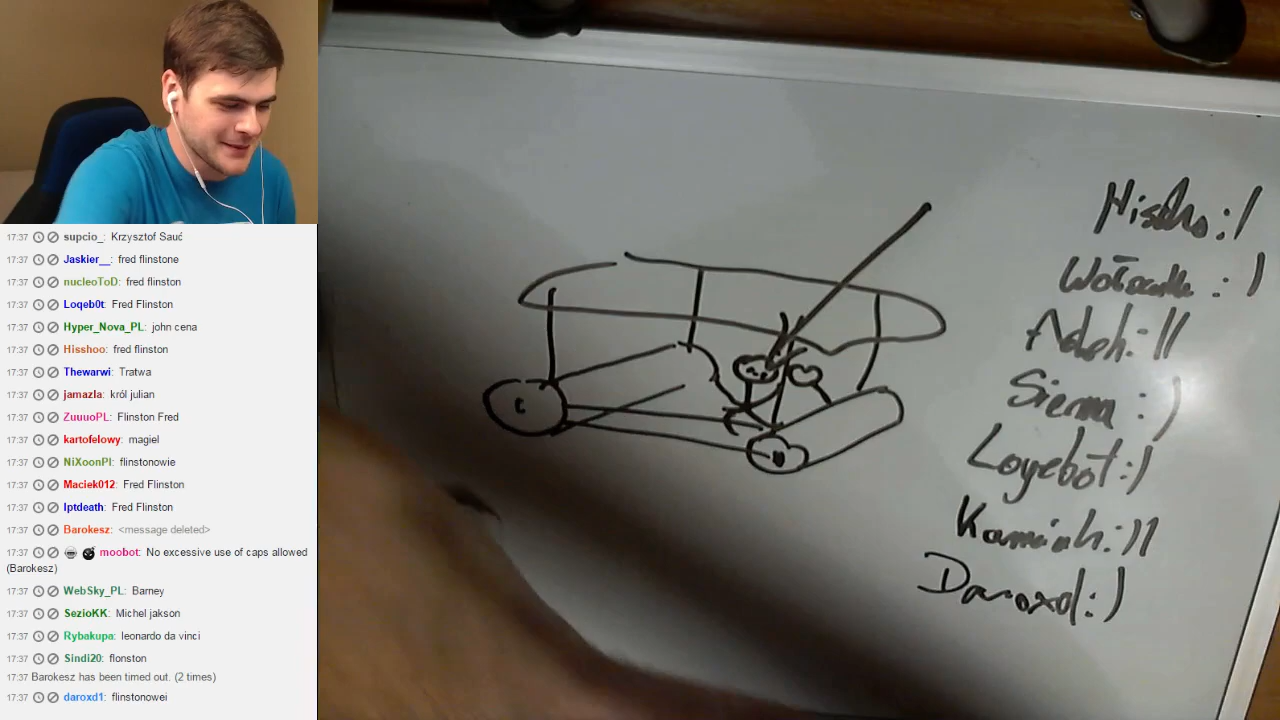 17:37 supcio_: Krzysztof Sauć
17:37 Jaskier__: fred flinstone
17:37 nucleoToD: fred flinston
17:37 Loqeb0t: Fred Flinston
17:37 Hyper_Nova_PL: john cena
17:37 Hisshoo: fred flinston
17:37 Thewarwi: Tratwa
17:37 jamazla: król julian
17:37 ZuuuoPL: Flinston Fred
17:37 kartofelowy: magiel
17:37 NiXoonPl: flinstonowie
17:37 Maciek012: Fred Flinston
17:37 lptdeath: Fred Flinston
17:37 Barokesz: <message deleted>
17:37 moobot: No excessive use of caps allowed
(Barokesz)
17:37 WebSky_PL: Barney
17:37 SezioKK: Michel jakson
17:37 Rybakupa: leonardo da vinci
17:37 Sindi20: flonston
17:37 Barokesz has been timed out. (2 times)
17:37 daroxd1: flinstonowei
Adeh: ||
Sierra : )
Loqebot : )
Daroxd : )